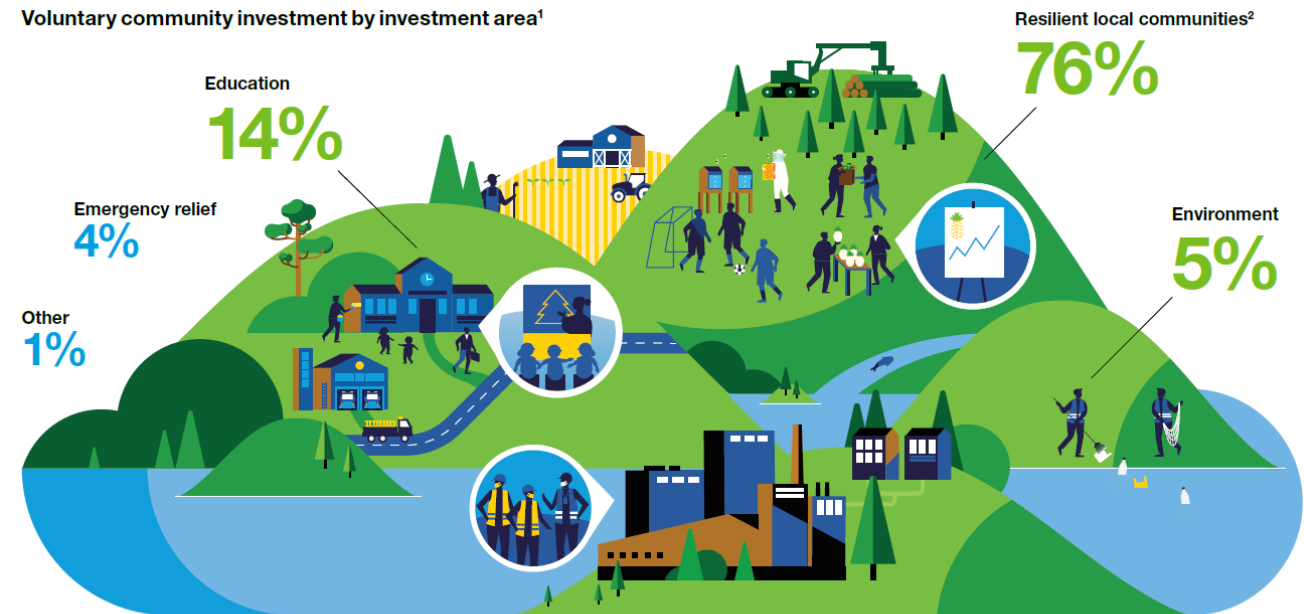 Voluntary community investment by investment area¹
Resilient local communities²
76%
Education
14%
Emergency relief
4%
Environment
5%
Other
1%